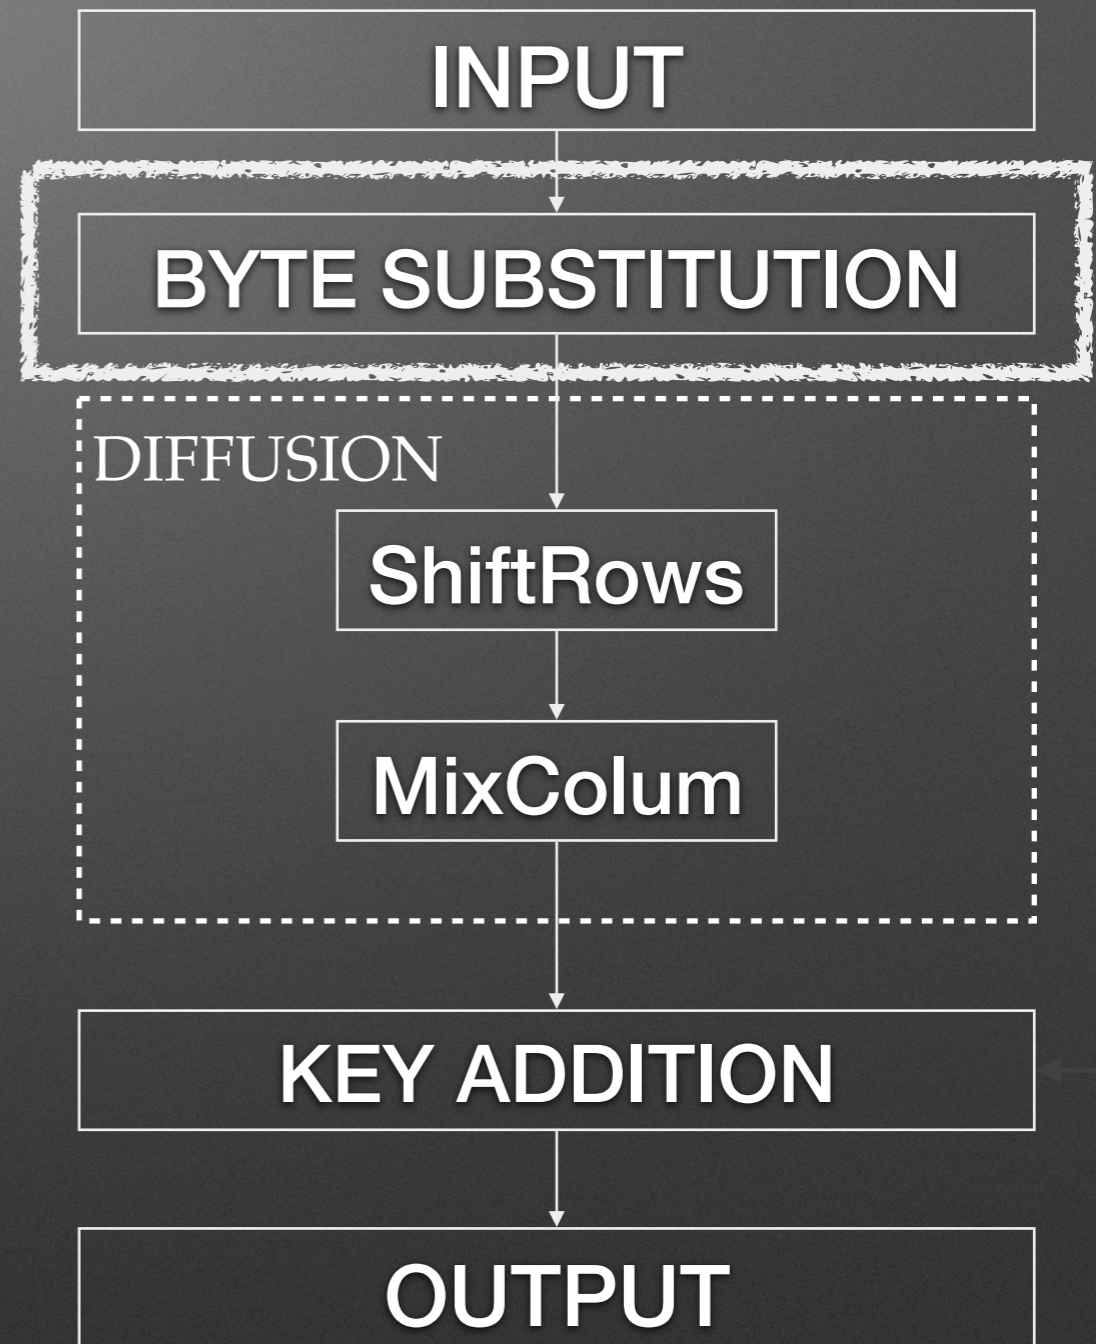 INPUT
BYTE SUBSTITUTION
DIFFUSION
ShiftRows
MixColum
KEY ADDITION
OUTPUT